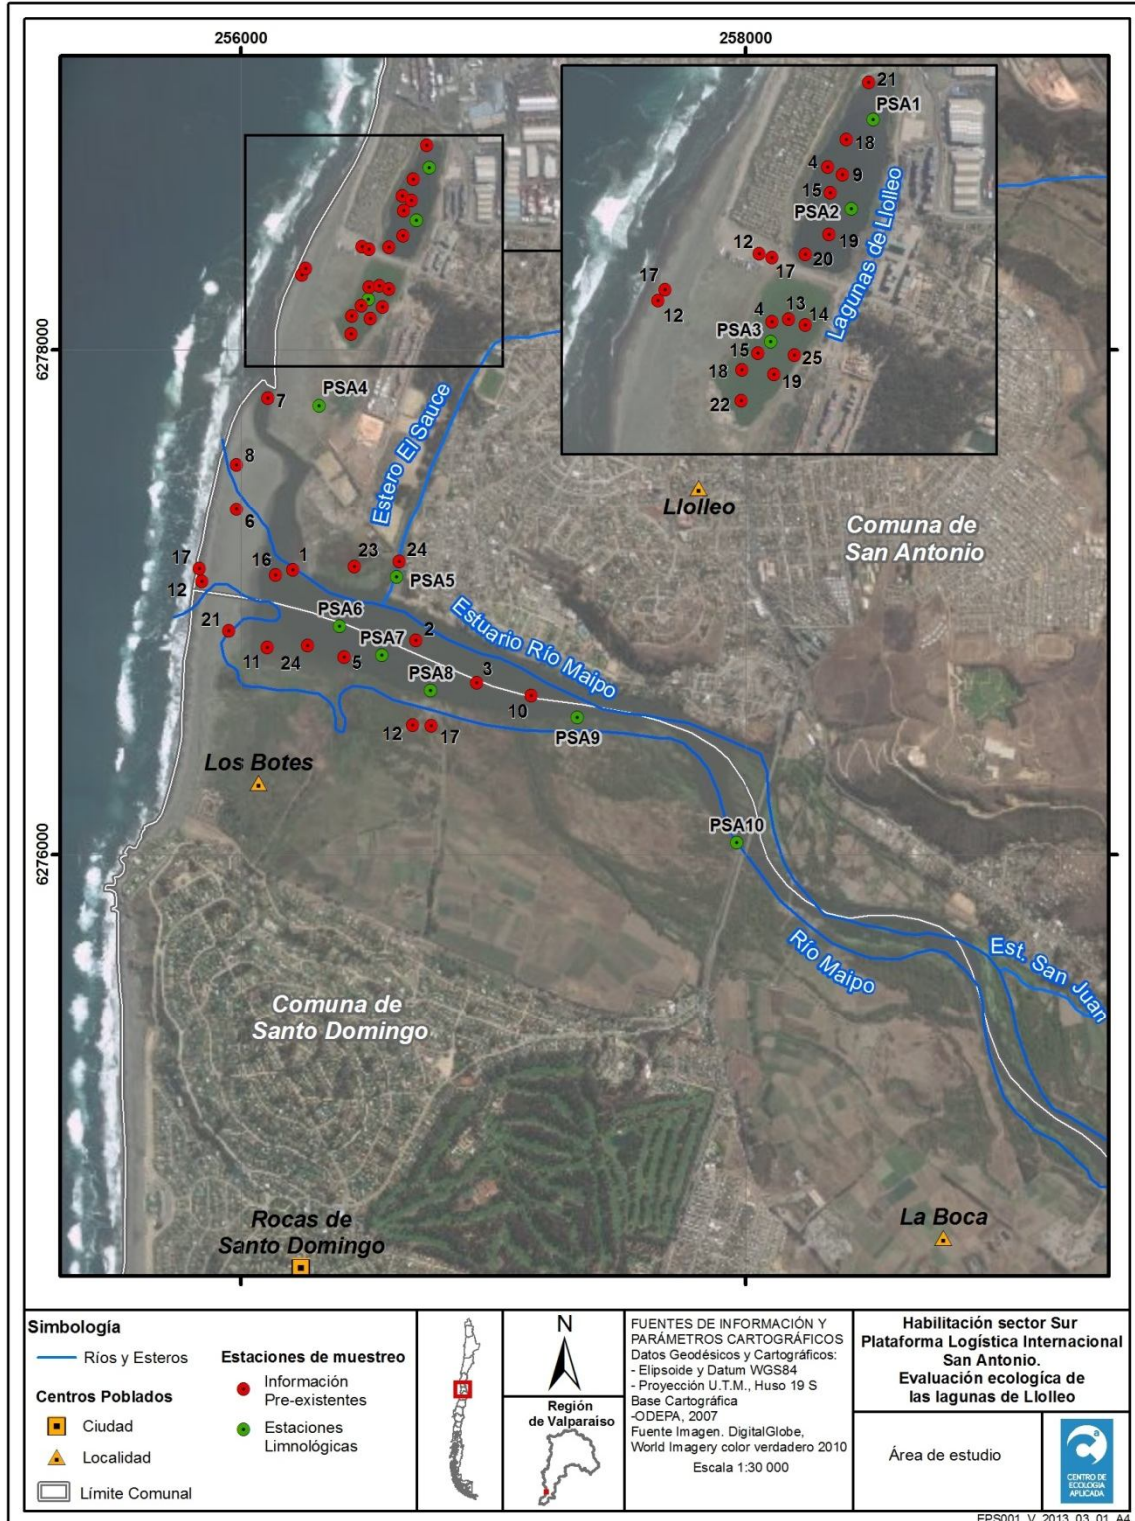 256000
258000
21
PSA1
18
4
9
15
PSA2
19
12
17
20
17
12
4
13
14
PSA3
15
25
18
19
22
Lagunas de Llolleo
6278000
7
PSA4
8
6
Estero El Sauce
Llolleo
Comuna de
San Antonio
17
12
16
1
23
24
PSA5
PSA6
21
11
24
5
PSA7
2
PSA8
3
10
Estuario Río Maipo
12
17
PSA9
Los Botes
PSA10
6276000
Río Maipo
Est. San Juan
Comuna de
Santo Domingo
Rocas de
Santo Domingo
La Boca
Simbología
Ríos y Esteros
Centros Poblados
Ciudad
Localidad
Límite Comunal
Estaciones de muestreo
Información
Pre-existentes
Estaciones
Limnológicas
N
Región
de Valparaíso
FUENTES DE INFORMACIÓN Y
PARÁMETROS CARTOGRÁFICOS
Datos Geodésicos y Cartográficos:
- Elipsoide y Datum WGS84
- Proyección U.T.M., Huso 19 S
Base Cartográfica
-ODEPA, 2007
Fuente Imagen. DigitalGlobe,
World Imagery color verdadero 2010
Escala 1:30 000
Habilitación sector Sur
Plataforma Logística Internacional
San Antonio.
Evaluación ecologíca de
las lagunas de Llolleo
Área de estudio
a
CENTRO DE
ECOLOGIA
APLICADA
EPS001_V_2013_03_01_A4